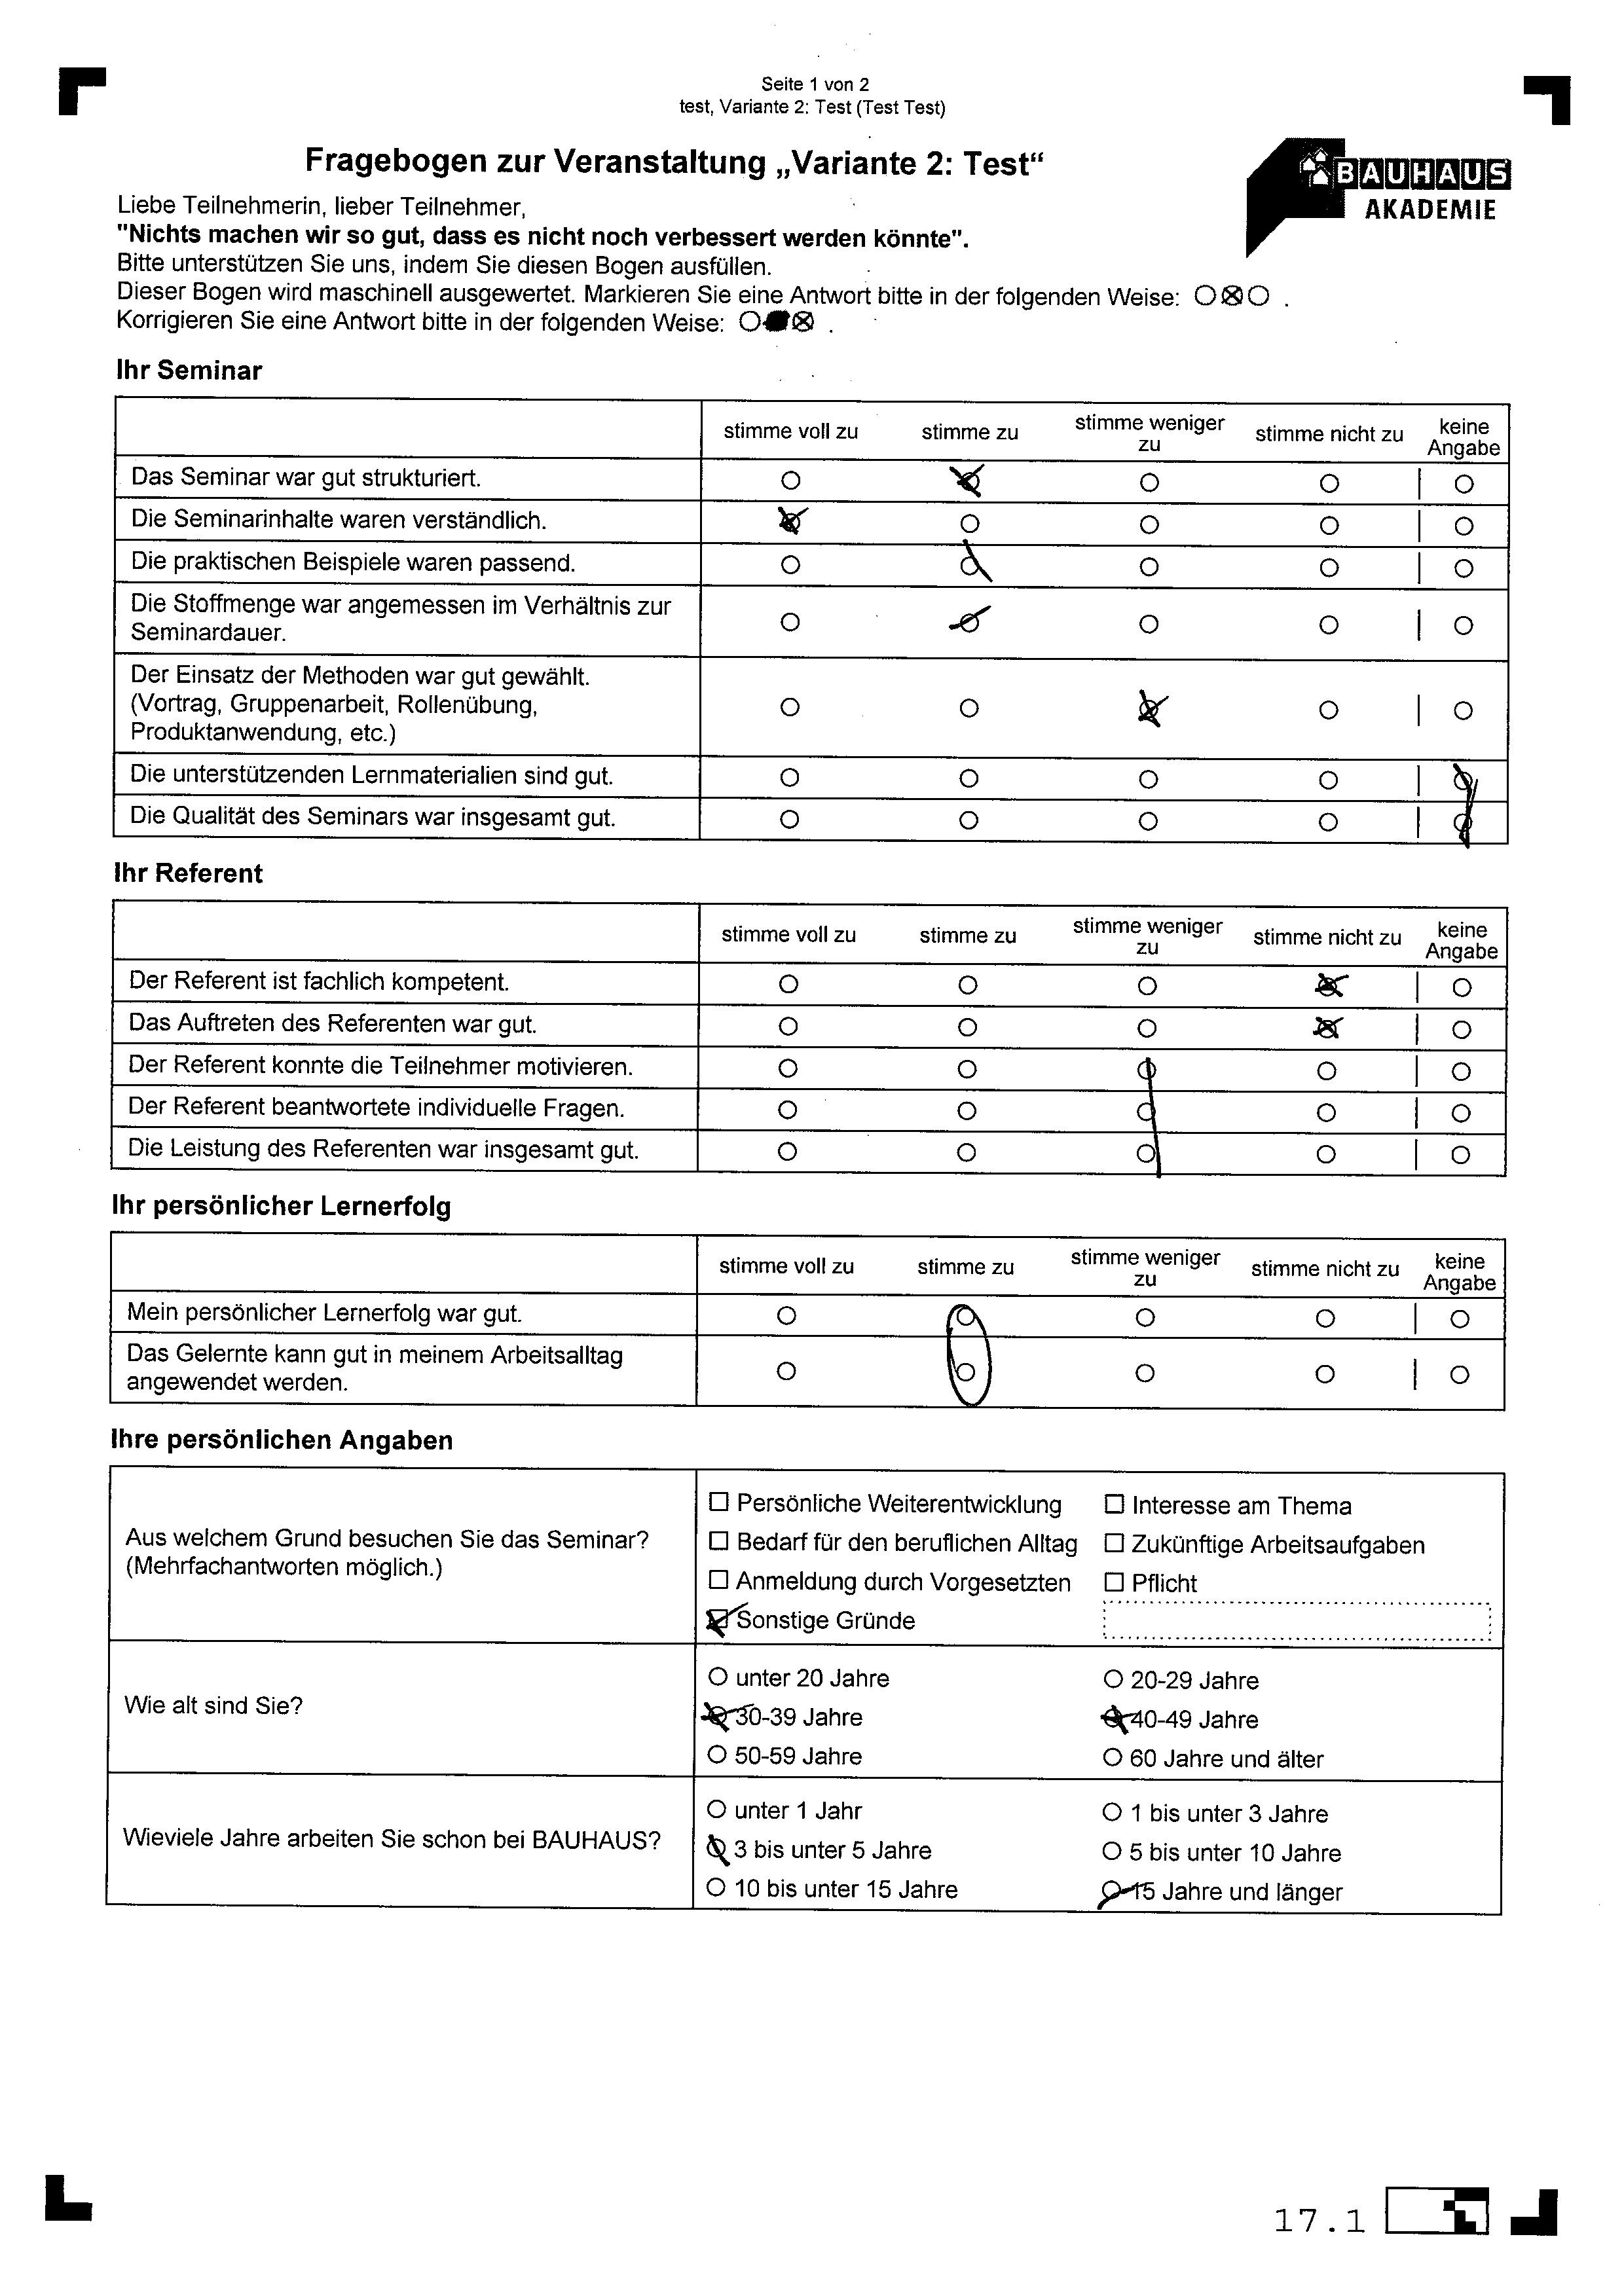 Seite 1 von 2
test, Variante 2: Test (Test Test)
Fragebogen zur Veranstaltung „Variante 2: Test“
BAUHAUS
AKADEMIE
Liebe Teilnehmerin, lieber Teilnehmer,
"Nichts machen wir so gut, dass es nicht noch verbessert werden könnte".
Bitte unterstützen Sie uns, indem Sie diesen Bogen ausfüllen.
Dieser Bogen wird maschinell ausgewertet. Markieren Sie eine Antwort bitte in der folgenden Weise: .
Korrigieren Sie eine Antwort bitte in der folgenden Weise: .
Ihr Seminar
stimme voll zu stimme zu stimme weniger zu stimme nicht zu keine Angabe
Das Seminar war gut strukturiert.
Die Seminarinhalte waren verständlich.
Die praktischen Beispiele waren passend.
Die Stoffmenge war angemessen im Verhältnis zur
Seminardauer.
Der Einsatz der Methoden war gut gewählt.
(Vortrag, Gruppenarbeit, Rollenübung,
Produktanwendung, etc.)
Die unterstützenden Lernmaterialien sind gut.
Die Qualität des Seminars war insgesamt gut.
Ihr Referent
stimme voll zu stimme zu stimme weniger zu stimme nicht zu keine Angabe
Der Referent ist fachlich kompetent.
Das Auftreten des Referenten war gut.
Der Referent konnte die Teilnehmer motivieren.
Der Referent beantwortete individuelle Fragen.
Die Leistung des Referenten war insgesamt gut.
Ihr persönlicher Lernerfolg
stimme voll zu stimme zu stimme weniger zu stimme nicht zu keine Angabe
Mein persönlicher Lernerfolg war gut.
Das Gelernte kann gut in meinem Arbeitsalltag
angewendet werden.
Ihre persönlichen Angaben
Aus welchem Grund besuchen Sie das Seminar?
(Mehrfachantworten möglich.)
Persönliche Weiterentwicklung Interesse am Thema
Bedarf für den beruflichen Alltag Zukünftige Arbeitsaufgaben
Anmeldung durch Vorgesetzten Pflicht
Sonstige Gründe
Wie alt sind Sie?
unter 20 Jahre 20-29 Jahre
30-39 Jahre 40-49 Jahre
50-59 Jahre 60 Jahre und älter
Wieviele Jahre arbeiten Sie schon bei BAUHAUS?
unter 1 Jahr 1 bis unter 3 Jahre
3 bis unter 5 Jahre 5 bis unter 10 Jahre
10 bis unter 15 Jahre 15 Jahre und länger
17.1